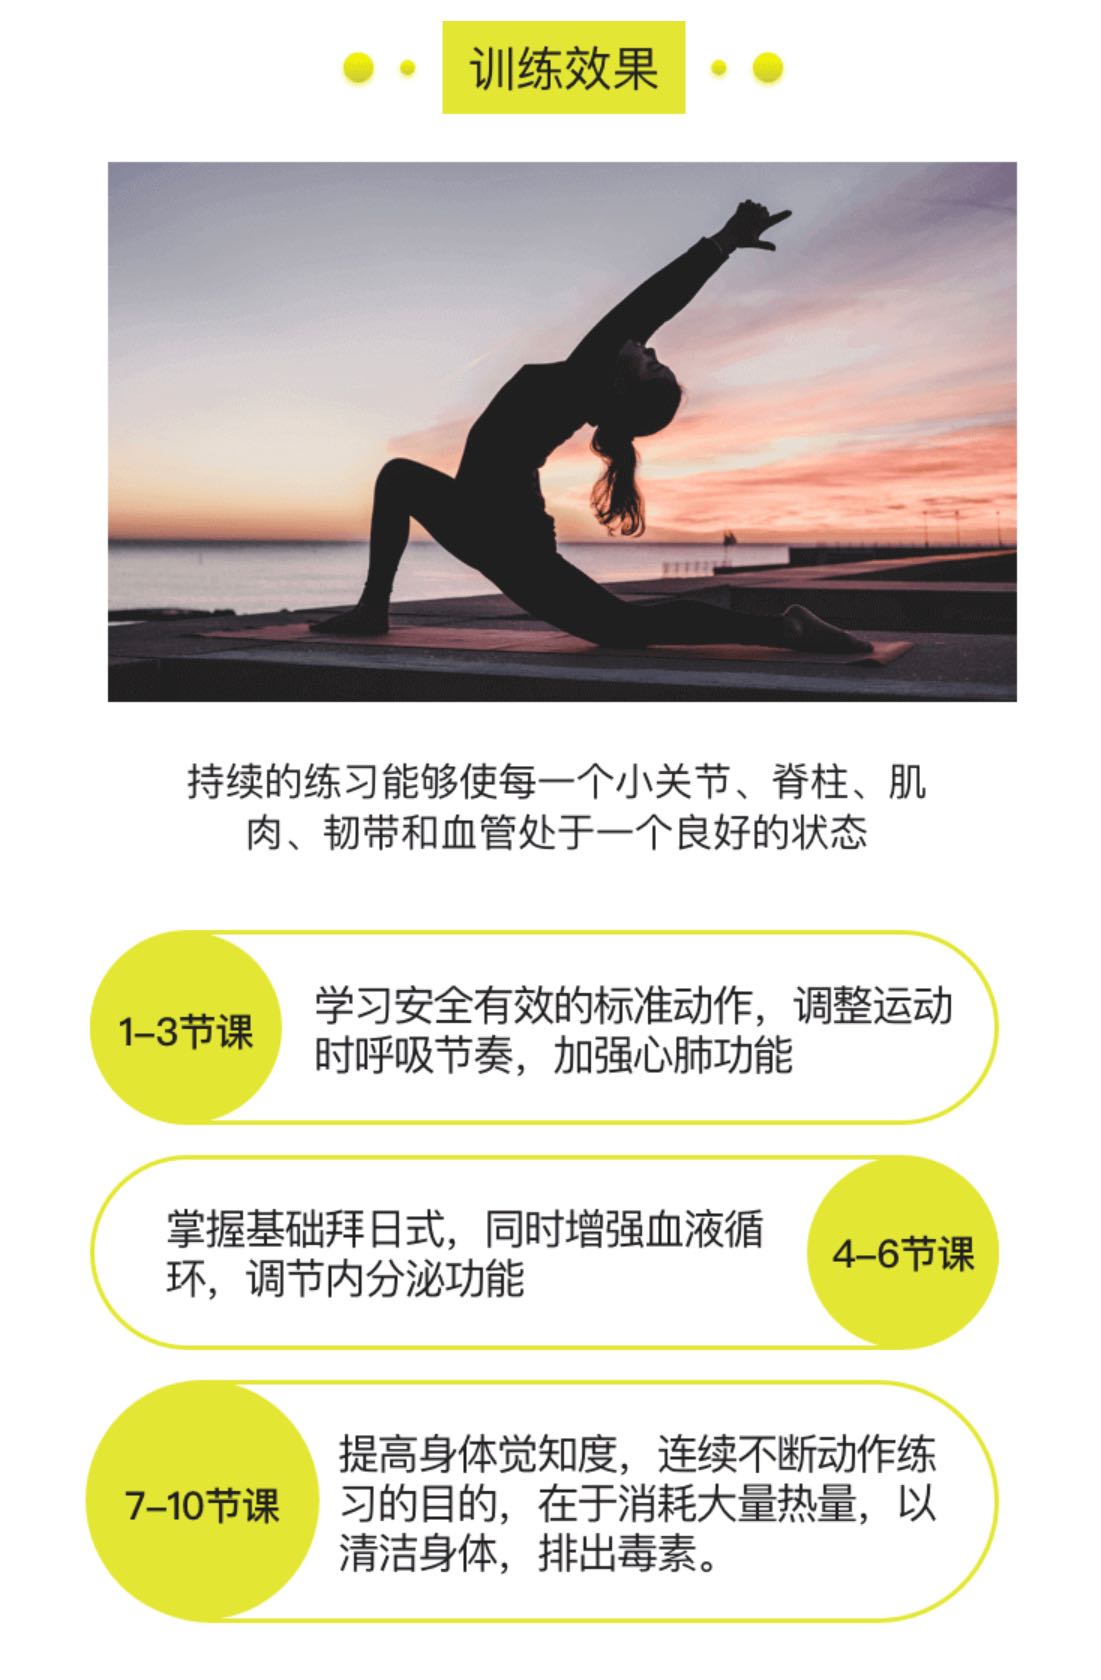 训练效果
持续的练习能够使每一个小关节、脊柱、肌
肉、韧带和血管处于一个良好的状态
1–3节课
学习安全有效的标准动作，调整运动
时呼吸节奏，加强心肺功能
掌握基础拜日式，同时增强血液循
环，调节内分泌功能
4–6节课
7–10节课
提高身体觉知度，连续不断动作练
习的目的，在于消耗大量热量，以
清洁身体，排出毒素。